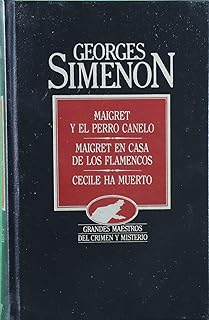 GEORGES
SIMENON
MAIGRET
Y EL PERRO CANELO
MAIGRET EN CASA
DE LOS FLAMENCOS
CECILE HA MUERTO
GRANDES MAESTROS
DEL CRIMEN Y MISTERIO